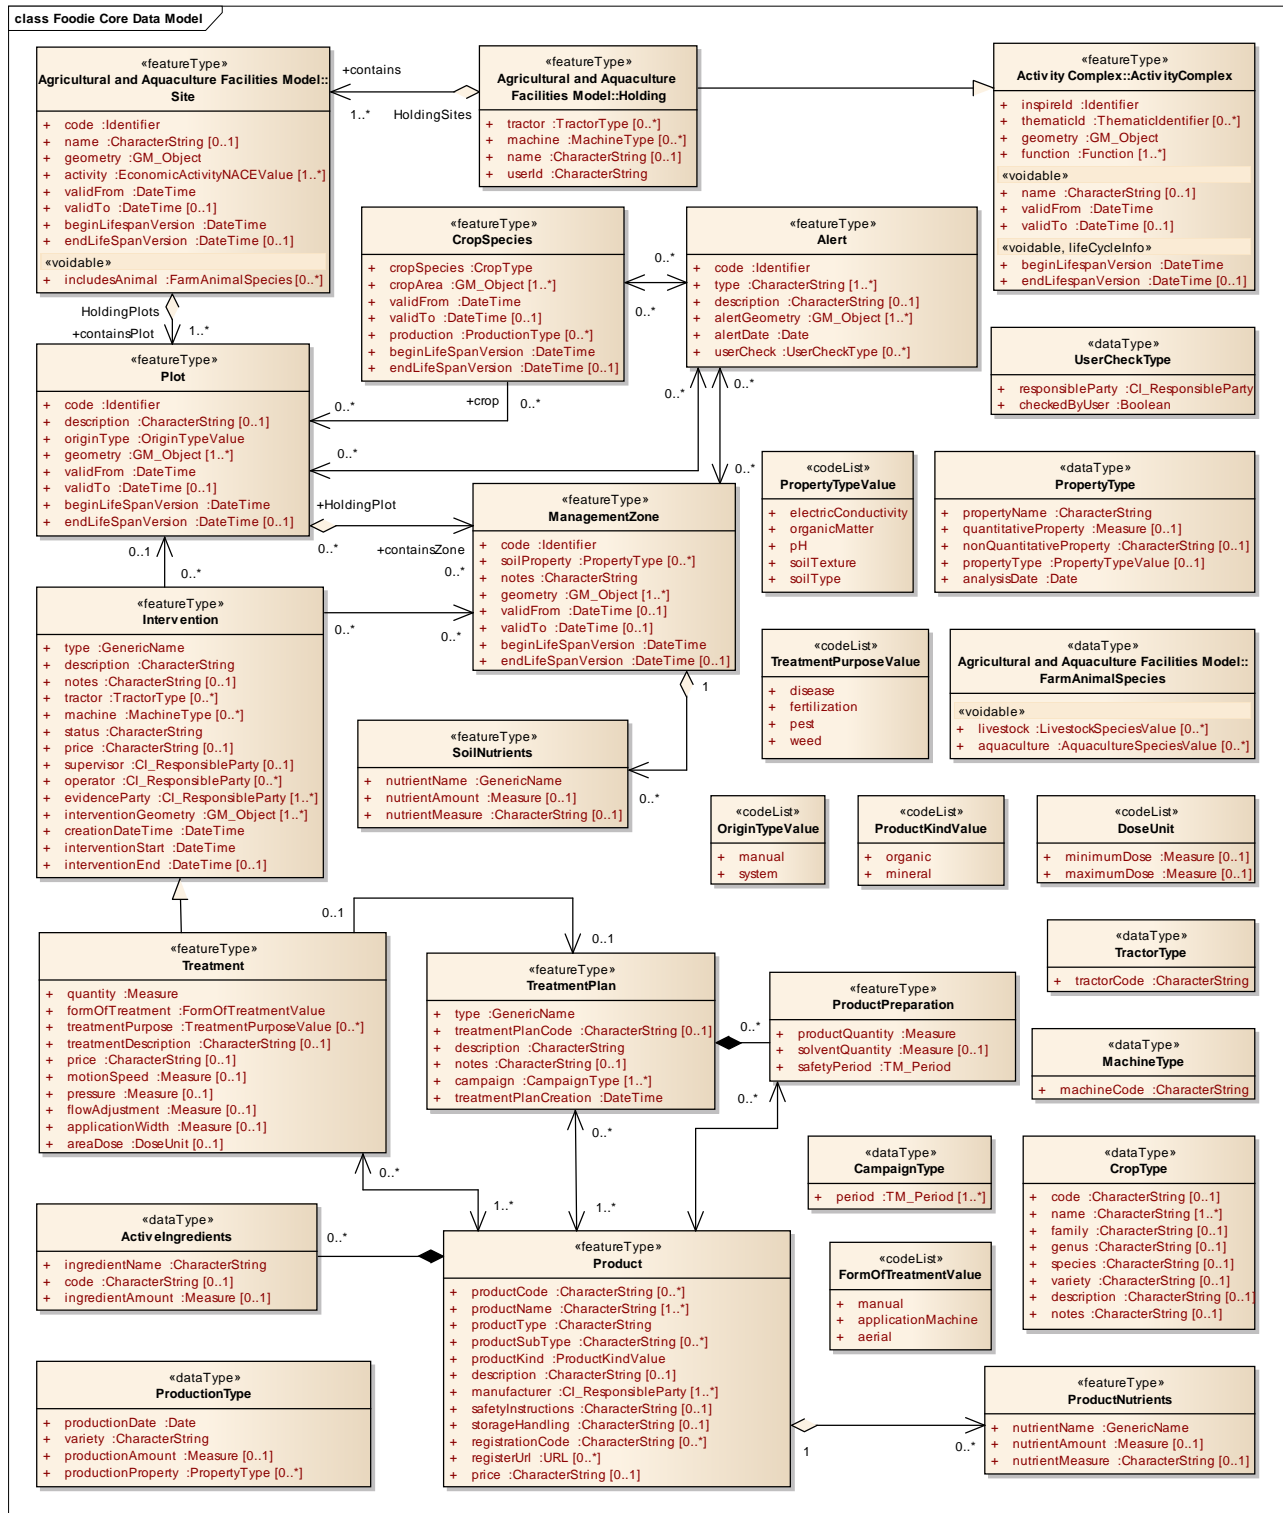 class Foodie Core Data Model
«featureType»
Agricultural and Aquaculture Facilities Model::
Site
+ code :Identifier
+ name :CharacterString [0..1]
+ geometry :GM_Object
+ activity :EconomicActivityNACEValue [1..*]
+ validFrom :DateTime
+ validTo :DateTime [0..1]
+ beginLifespanVersion :DateTime
+ endLifeSpanVersion :DateTime [0..1]
«voidable»
+ includesAnimal :FarmAnimalSpecies [0..*]
+contains
1..*
HoldingSites
«featureType»
Agricultural and Aquaculture
Facilities Model::Holding
+ tractor :TractorType [0..*]
+ machine :MachineType [0..*]
+ name :CharacterString [0..1]
+ userId :CharacterString
«featureType»
Activity Complex::ActivityComplex
+ inspireId :Identifier
+ thematicId :ThematicIdentifier [0..*]
+ geometry :GM_Object
+ function :Function [1..*]
«voidable»
+ name :CharacterString [0..1]
+ validFrom :DateTime
+ validTo :DateTime [0..1]
«voidable, lifeCycleInfo»
+ beginLifespanVersion :DateTime
+ endLifespanVersion :DateTime [0..1]
«featureType»
CropSpecies
+ cropSpecies :CropType
+ cropArea :GM_Object [1..*]
+ validFrom :DateTime
+ validTo :DateTime [0..1]
+ production :ProductionType [0..*]
+ beginLifeSpanVersion :DateTime
+ endLifeSpanVersion :DateTime [0..1]
0..*
0..*
«featureType»
Alert
+ code :Identifier
+ type :CharacterString [1..*]
+ description :CharacterString [0..1]
+ alertGeometry :GM_Object [1..*]
+ alertDate :Date
+ userCheck :UserCheckType [0..*]
HoldingPlots
+containsPlot
1..*
«featureType»
Plot
+ code :Identifier
+ description :CharacterString [0..1]
+ originType :OriginTypeValue
+ geometry :GM_Object [1..*]
+ validFrom :DateTime
+ validTo :DateTime [0..1]
+ beginLifeSpanVersion :DateTime
+ endLifeSpanVersion :DateTime [0..1]
0..*
+crop
0..*
0..*
0..*
0..*
0..*
«dataType»
UserCheckType
+ responsibleParty :CI_ResponsibleParty
+ checkedByUser :Boolean
+HoldingPlot
0..*
+containsZone
0..*
«featureType»
ManagementZone
+ code :Identifier
+ soilProperty :PropertyType [0..*]
+ notes :CharacterString
+ geometry :GM_Object [1..*]
+ validFrom :DateTime [0..1]
+ validTo :DateTime [0..1]
+ beginLifeSpanVersion :DateTime
+ endLifeSpanVersion :DateTime [0..1]
«codeList»
PropertyTypeValue
+ electricConductivity
+ organicMatter
+ pH
+ soilTexture
+ soilType
«dataType»
PropertyType
+ propertyName :CharacterString
+ quantitativeProperty :Measure [0..1]
+ nonQuantitativeProperty :CharacterString [0..1]
+ propertyType :PropertyTypeValue [0..1]
+ analysisDate :Date
0..1
0..*
«featureType»
Intervention
+ type :GenericName
+ description :CharacterString
+ notes :CharacterString [0..1]
+ tractor :TractorType [0..*]
+ machine :MachineType [0..*]
+ status :CharacterString
+ price :CharacterString [0..1]
+ supervisor :CI_ResponsibleParty [0..1]
+ operator :CI_ResponsibleParty [0..*]
+ evidenceParty :CI_ResponsibleParty [1..*]
+ interventionGeometry :GM_Object [1..*]
+ creationDateTime :DateTime
+ interventionStart :DateTime
+ interventionEnd :DateTime [0..1]
0..*
0..*
1
0..*
«featureType»
SoilNutrients
+ nutrientName :GenericName
+ nutrientAmount :Measure [0..1]
+ nutrientMeasure :CharacterString [0..1]
«codeList»
TreatmentPurposeValue
+ disease
+ fertilization
+ pest
+ weed
«dataType»
Agricultural and Aquaculture Facilities Model::
FarmAnimalSpecies
«voidable»
+ livestock :LivestockSpeciesValue [0..*]
+ aquaculture :AquacultureSpeciesValue [0..*]
«codeList»
OriginTypeValue
+ manual
+ system
«codeList»
ProductKindValue
+ organic
+ mineral
«codeList»
DoseUnit
+ minimumDose :Measure [0..1]
+ maximumDose :Measure [0..1]
0..1
0..1
«featureType»
Treatment
+ quantity :Measure
+ formOfTreatment :FormOfTreatmentValue
+ treatmentPurpose :TreatmentPurposeValue [0..*]
+ treatmentDescription :CharacterString [0..1]
+ price :CharacterString [0..1]
+ motionSpeed :Measure [0..1]
+ pressure :Measure [0..1]
+ flowAdjustment :Measure [0..1]
+ applicationWidth :Measure [0..1]
+ areaDose :DoseUnit [0..1]
«featureType»
TreatmentPlan
+ type :GenericName
+ treatmentPlanCode :CharacterString [0..1]
+ description :CharacterString
+ notes :CharacterString [0..1]
+ campaign :CampaignType [1..*]
+ treatmentPlanCreation :DateTime
0..*
«featureType»
ProductPreparation
+ productQuantity :Measure
+ solventQuantity :Measure [0..1]
+ safetyPeriod :TM_Period
«dataType»
TractorType
+ tractorCode :CharacterString
«dataType»
MachineType
+ machineCode :CharacterString
0..*
0..*
0..*
1..*
1..*
«dataType»
CampaignType
+ period :TM_Period [1..*]
«dataType»
CropType
+ code :CharacterString [0..1]
+ name :CharacterString [1..*]
+ family :CharacterString [0..1]
+ genus :CharacterString [0..1]
+ species :CharacterString [0..1]
+ variety :CharacterString [0..1]
+ description :CharacterString [0..1]
+ notes :CharacterString [0..1]
«dataType»
ActiveIngredients
+ ingredientName :CharacterString
+ code :CharacterString [0..1]
+ ingredientAmount :Measure [0..1]
0..*
«featureType»
Product
+ productCode :CharacterString [0..*]
+ productName :CharacterString [1..*]
+ productType :CharacterString
+ productSubType :CharacterString [0..*]
+ productKind :ProductKindValue
+ description :CharacterString [0..1]
+ manufacturer :CI_ResponsibleParty [1..*]
+ safetyInstructions :CharacterString [0..1]
+ storageHandling :CharacterString [0..1]
+ registrationCode :CharacterString [0..*]
+ registerUrl :URL [0..*]
+ price :CharacterString [0..1]
«codeList»
FormOfTreatmentValue
+ manual
+ applicationMachine
+ aerial
«dataType»
ProductionType
+ productionDate :Date
+ variety :CharacterString
+ productionAmount :Measure [0..1]
+ productionProperty :PropertyType [0..*]
1
0..*
«featureType»
ProductNutrients
+ nutrientName :GenericName
+ nutrientAmount :Measure [0..1]
+ nutrientMeasure :CharacterString [0..1]